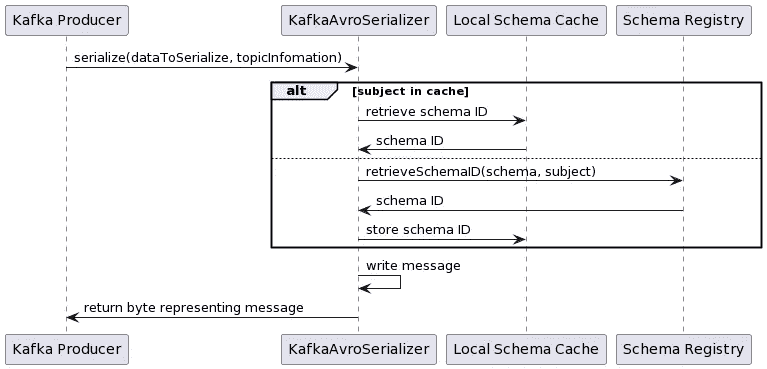 Kafka Producer KafkaAvroSerializer Local Schema Cache Schema Registry
serialize(dataToSerialize, topicInfomation)
alt [subject in cache]
retrieve schema ID
schema ID
retrieveSchemaID(schema, subject)
schema ID
store schema ID
write message
return byte representing message
Kafka Producer KafkaAvroSerializer Local Schema Cache Schema Registry